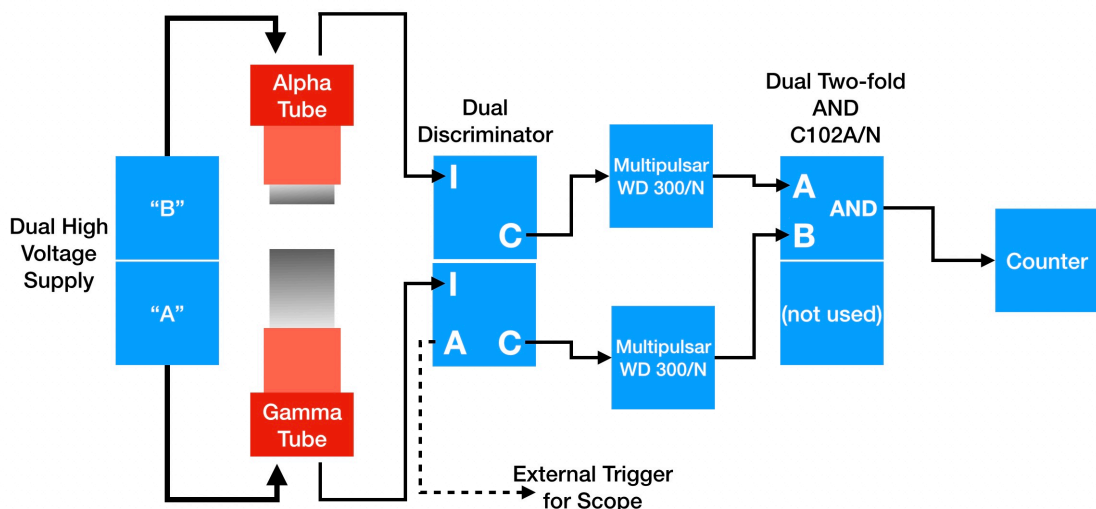 Dual High
Voltage
Supply
“B”
“A”
Alpha
Tube
Gamma
Tube
Dual
Discriminator
I
C
I
A
C
External Trigger
for Scope
Multipulsar
WD 300/N
Multipulsar
WD 300/N
Dual Two-fold
AND
C102A/N
A
AND
B
(not used)
Counter